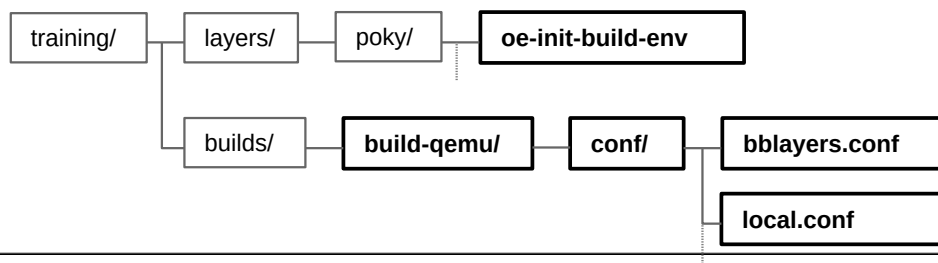 training/
layers/
poky/
oe-init-build-env
builds/
build-qemu/
conf/
bblayers.conf
local.conf